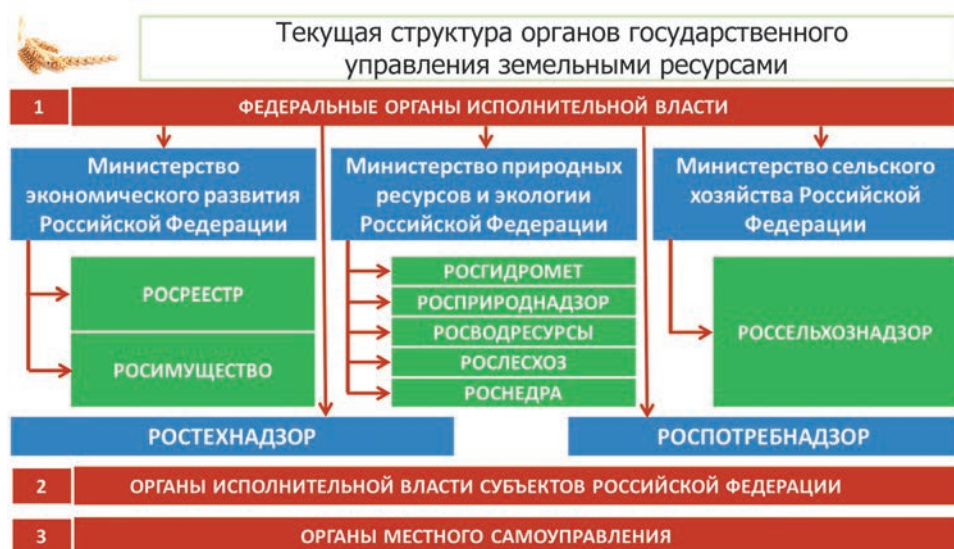 Текущая структура органов государственного
управления земельными ресурсами
1
ФЕДЕРАЛЬНЫЕ ОРГАНЫ ИСПОЛНИТЕЛЬНОЙ ВЛАСТИ
Министерство
экономического развития
Российской Федерации
Министерство природных
ресурсов и экологии
Российской Федерации
Министерство сельского
хозяйства Российской
Федерации
РОСРЕЕСТР
РОСИМУЩЕСТВО
РОСГИДРОМЕТ
РОСПРИРОДНАДЗОР
РОСВОДРЕСУРСЫ
РОСЛЕСХОЗ
РОСНЕДРА
РОССЕЛЬХОЗНАДЗОР
РОСТЕХНАДЗОР
РОСПОТРЕБНАДЗОР
2
ОРГАНЫ ИСПОЛНИТЕЛЬНОЙ ВЛАСТИ СУБЪЕКТОВ РОССИЙСКОЙ ФЕДЕРАЦИИ
3
ОРГАНЫ МЕСТНОГО САМОУПРАВЛЕНИЯ